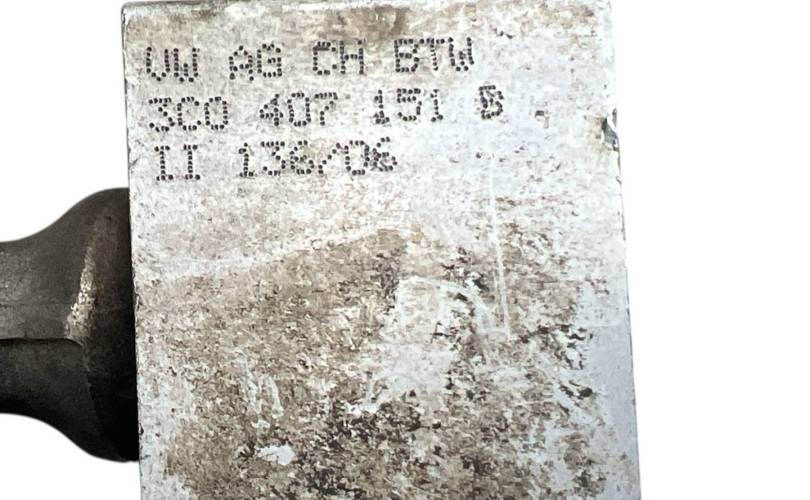 VW AG CH BTW
3C0 407 151 B
II 136/06